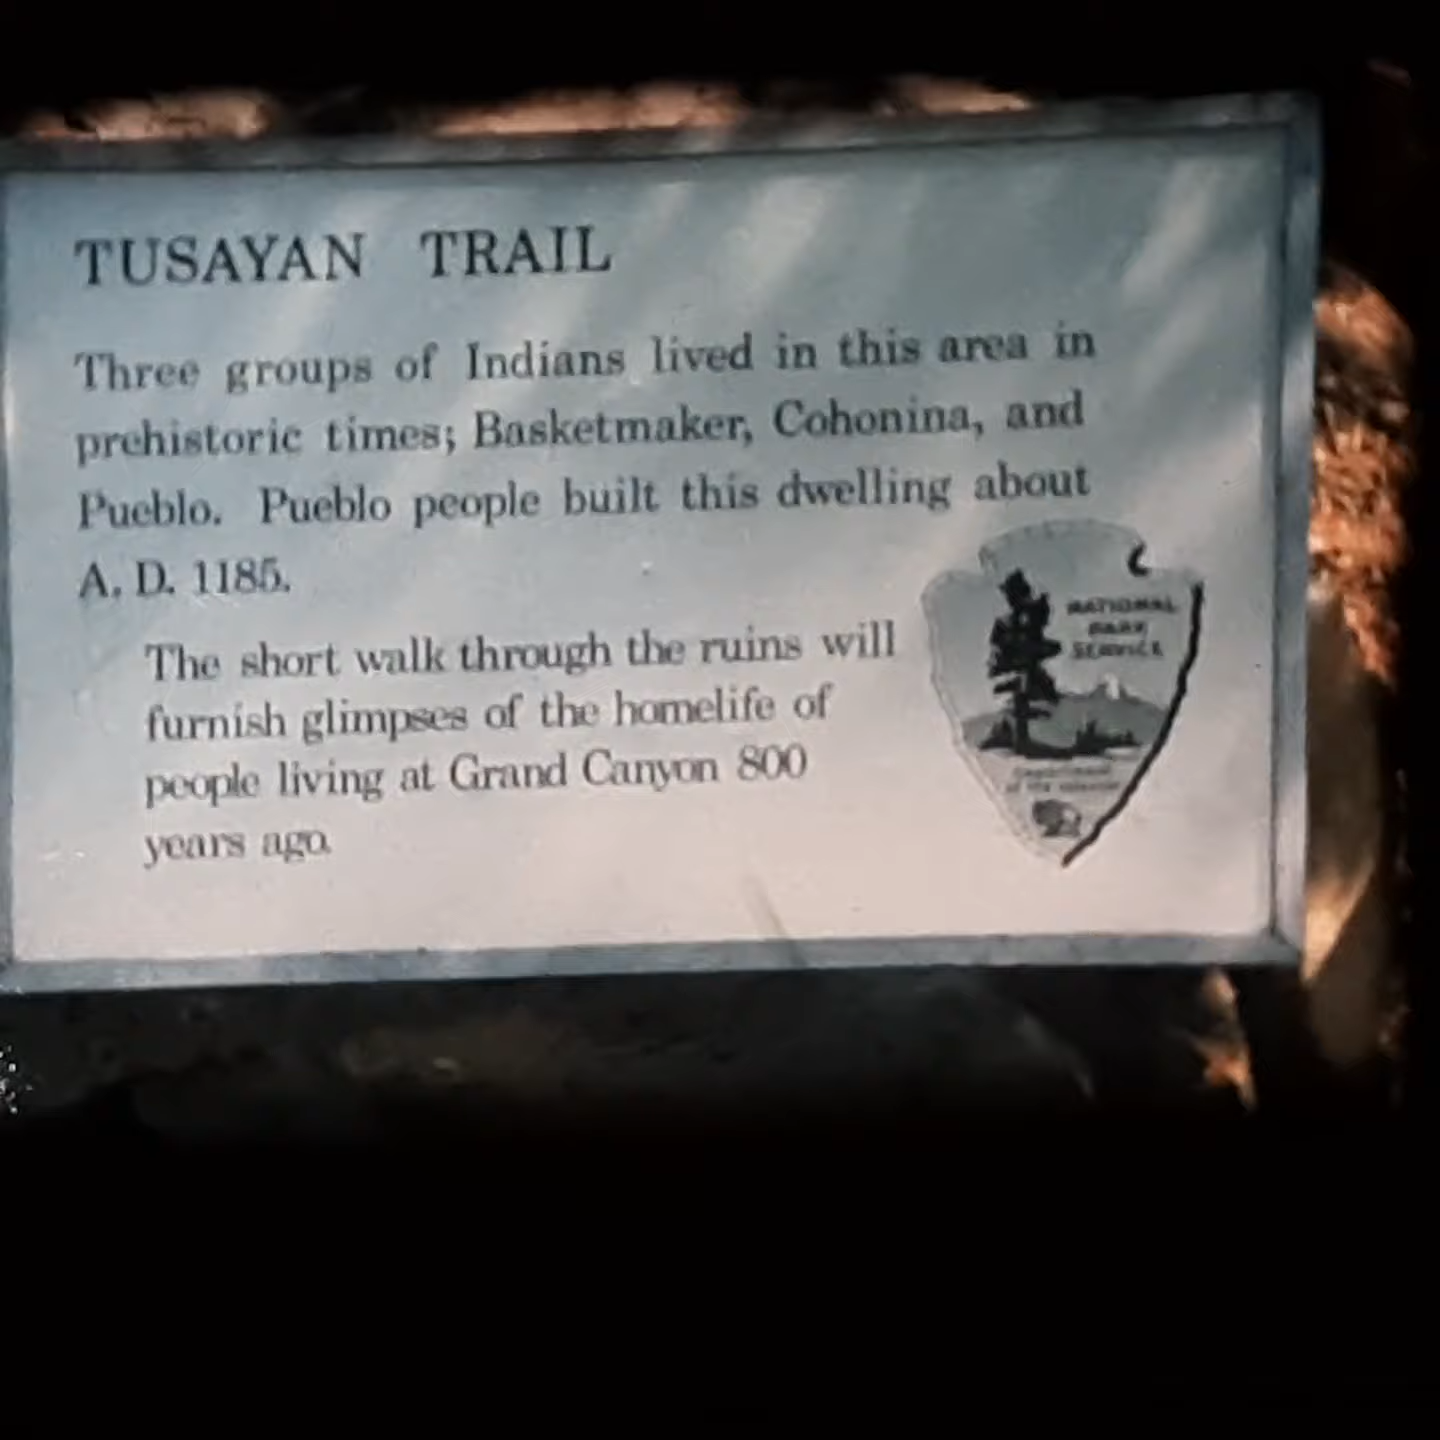 TUSAYAN TRAIL
Three groups of Indians lived in this area in
prehistoric times; Basketmaker, Cohonina, and
Pueblo. Pueblo people built this dwelling about
A. D. 1185.
The short walk through the ruins will
furnish glimpses of the homelife of
people living at Grand Canyon 800
years ago.
NATIONAL
PARK
SERVICE